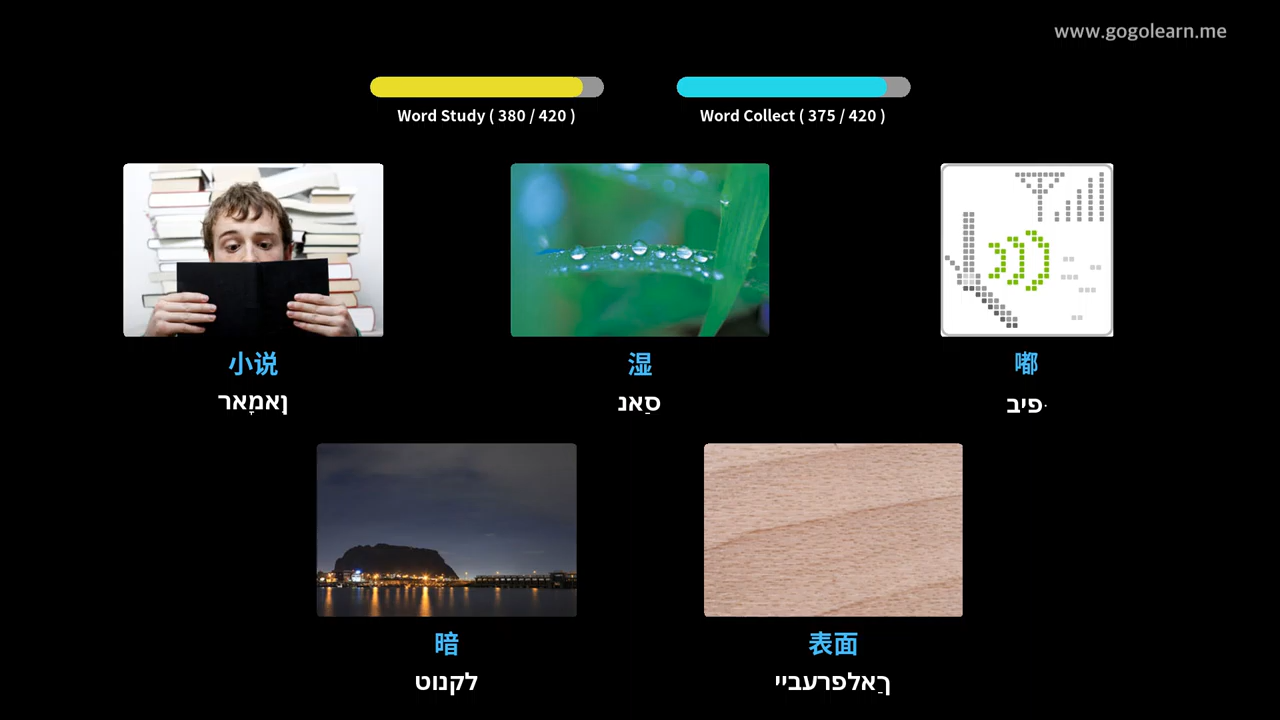 www.gogolearn.me
Word Study ( 380 / 420 )
Word Collect ( 375 / 420 )
小说
湿
嘟
ןָאמָאר
סַאנ
ּפיב
暗
表面
לקנוט
ךַאלפרעביי